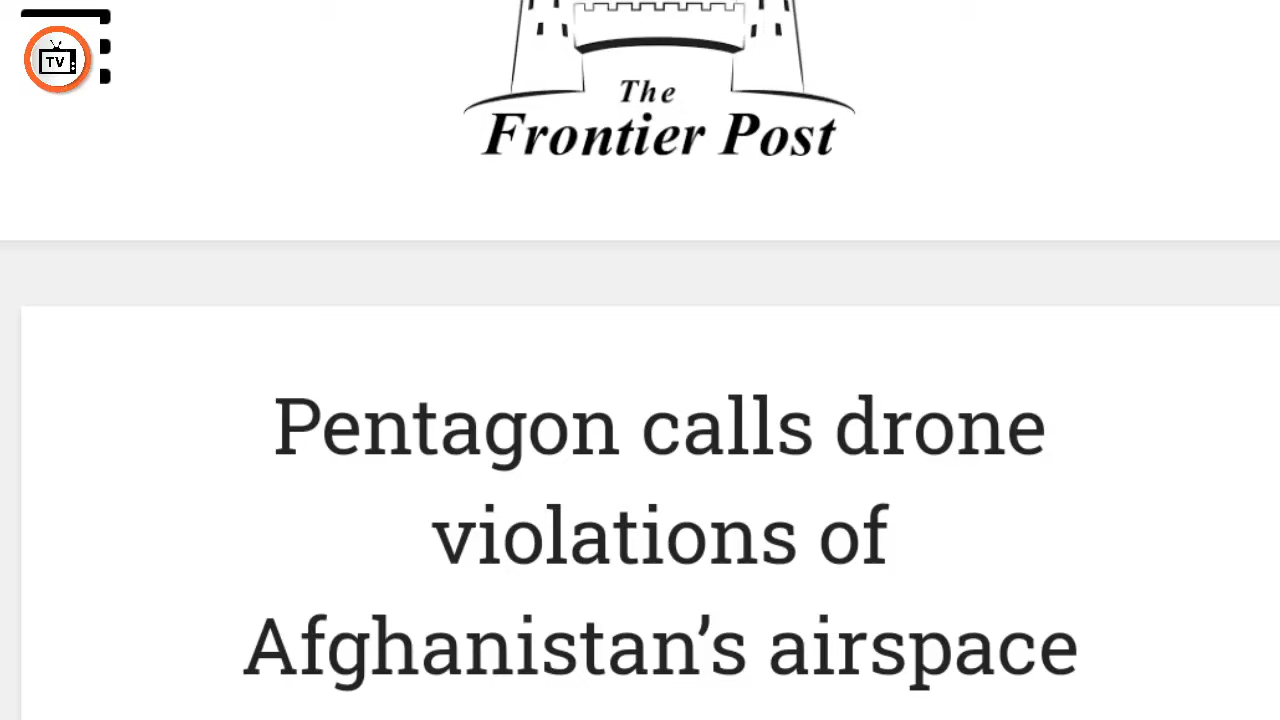 TV
The
Frontier Post
Pentagon calls drone
violations of
Afghanistan’s airspace